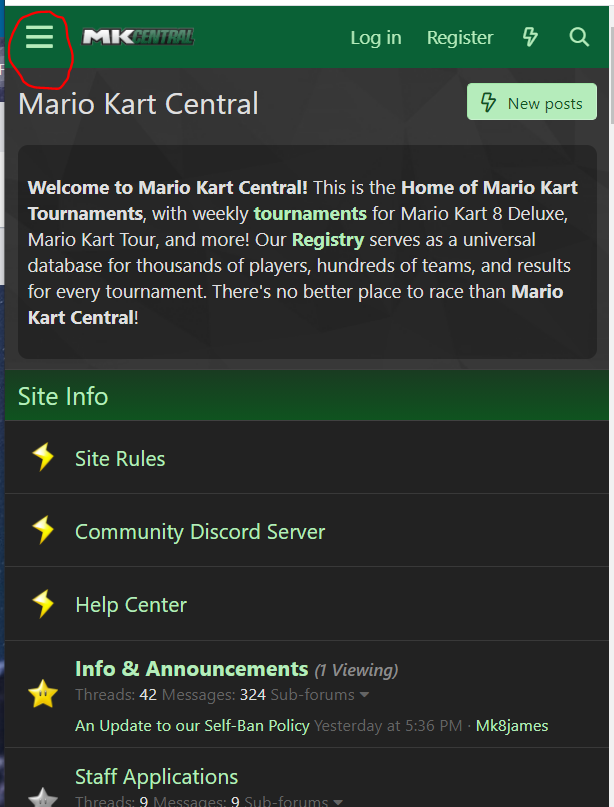 MKCENTRAL Log in Register
Mario Kart Central
New posts
Welcome to Mario Kart Central! This is the Home of Mario Kart
Tournaments, with weekly tournaments for Mario Kart 8 Deluxe,
Mario Kart Tour, and more! Our Registry serves as a universal
database for thousands of players, hundreds of teams, and results
for every tournament. There's no better place to race than Mario
Kart Central!
Site Info
Site Rules
Community Discord Server
Help Center
Info & Announcements (1 Viewing)
Threads: 42 Messages: 324 Sub-forums
An Update to our Self-Ban Policy Yesterday at 5:36 PM · Mk8james
Staff Applications
Threads: 9 Messages: 9 Sub-forums